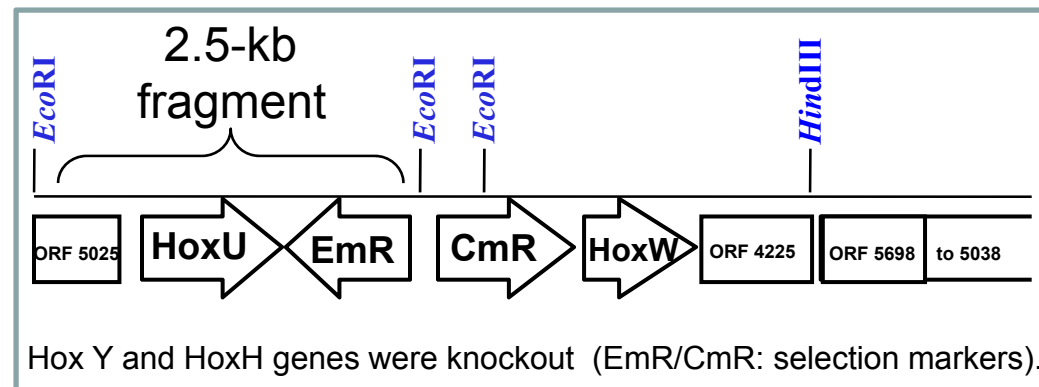 2.5-kb
fragment
EcoRI
EcoRI
EcoRI
HindIII
ORF 5025
HoxU
EmR
CmR
HoxW
ORF 4225
ORF 5698
to 5038
Hox Y and HoxH genes were knockout (EmR/CmR: selection markers).